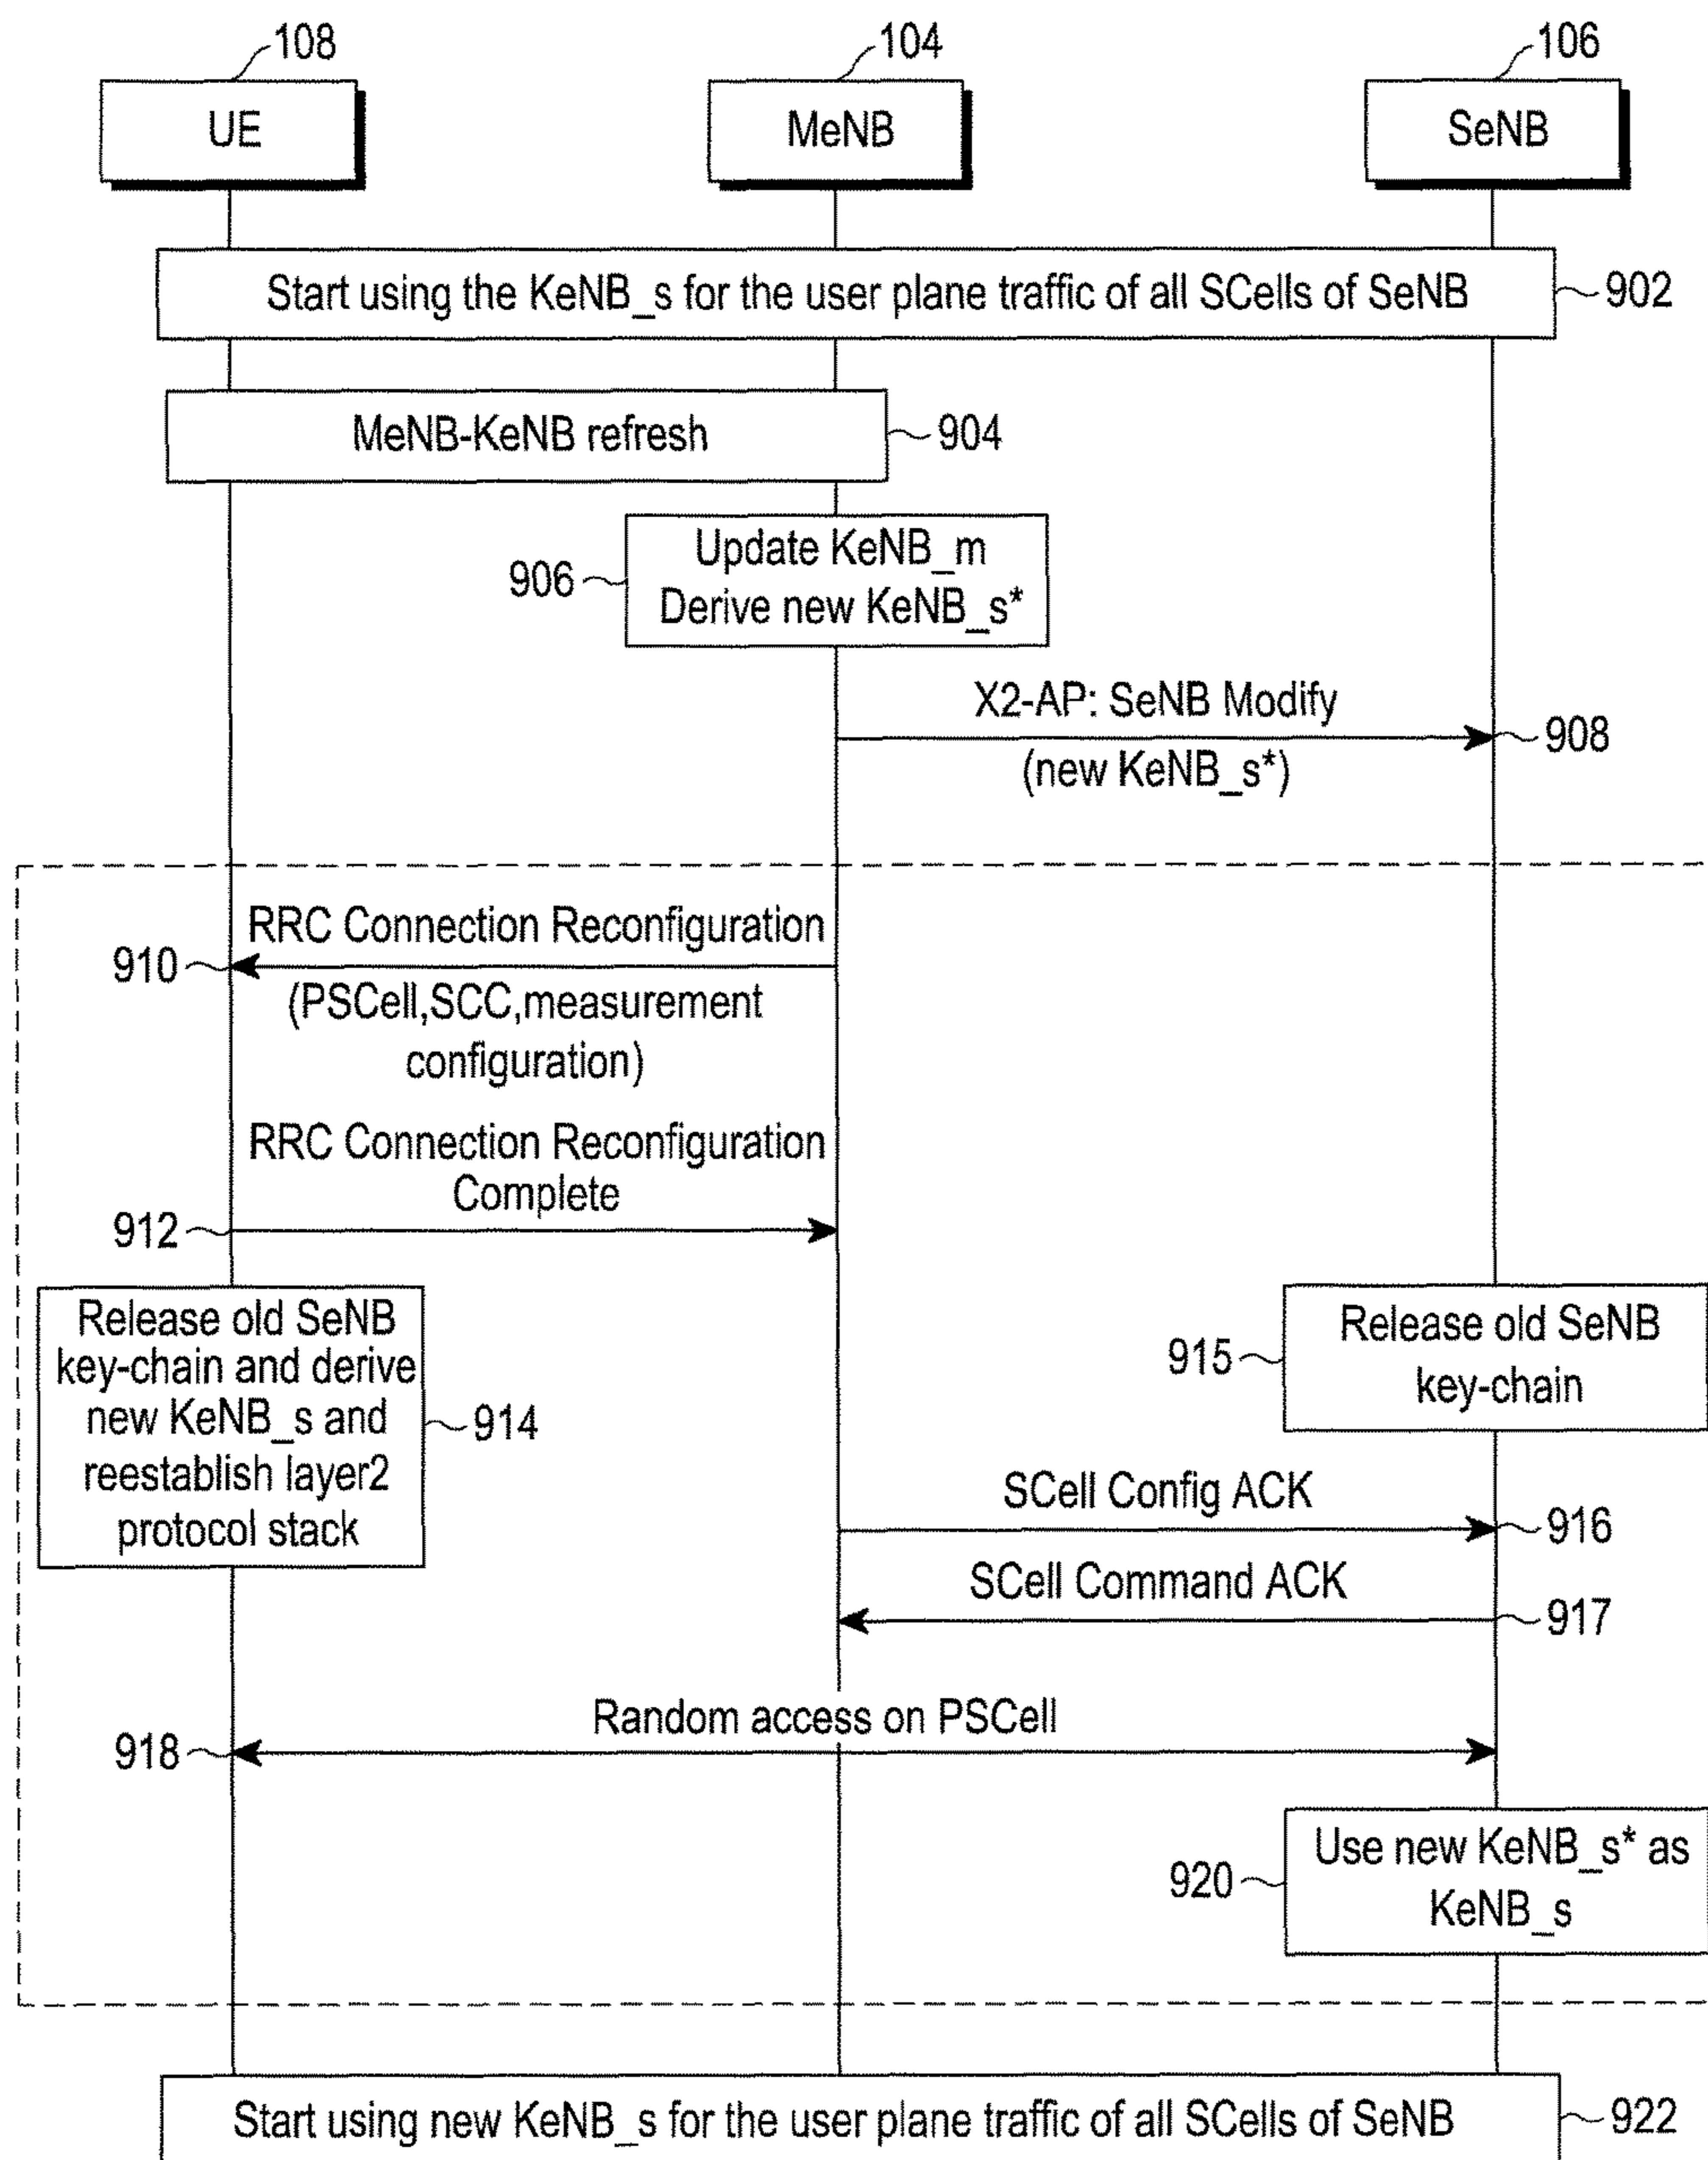 108
104
106
UE
MeNB
SeNB
Start using the KeNB_s for the user plane traffic of all SCells of SeNB
902
MeNB-KeNB refresh
904
Update KeNB_m
Derive new KeNB_s*
906
X2-AP: SeNB Modify
(new KeNB_s*)
908
RRC Connection Reconfiguration
910
(PSCell,SCC,measurement
configuration)
RRC Connection Reconfiguration
Complete
912
Release old SeNB
key-chain and derive
new KeNB_s and
reestablish layer2
protocol stack
914
Release old SeNB
key-chain
915
SCell Config ACK
916
SCell Command ACK
917
Random access on PSCell
918
Use new KeNB_s* as
KeNB_s
920
Start using new KeNB_s for the user plane traffic of all SCells of SeNB
922